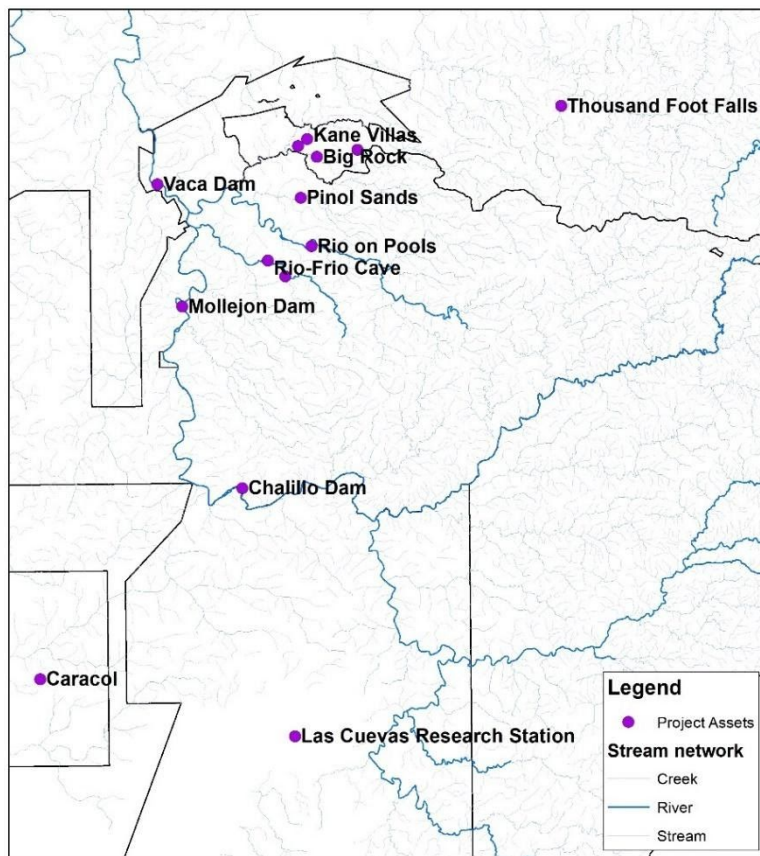 Thousand Foot Falls
Kane Villas
Big Rock
Vaca Dam
Pinol Sands
Rio on Pools
Rio-Frio Cave
Mollejon Dam
Chalillo Dam
Caracol
Las Cuevas Research Station
Legend
Project Assets
Stream network
Creek
River
Stream